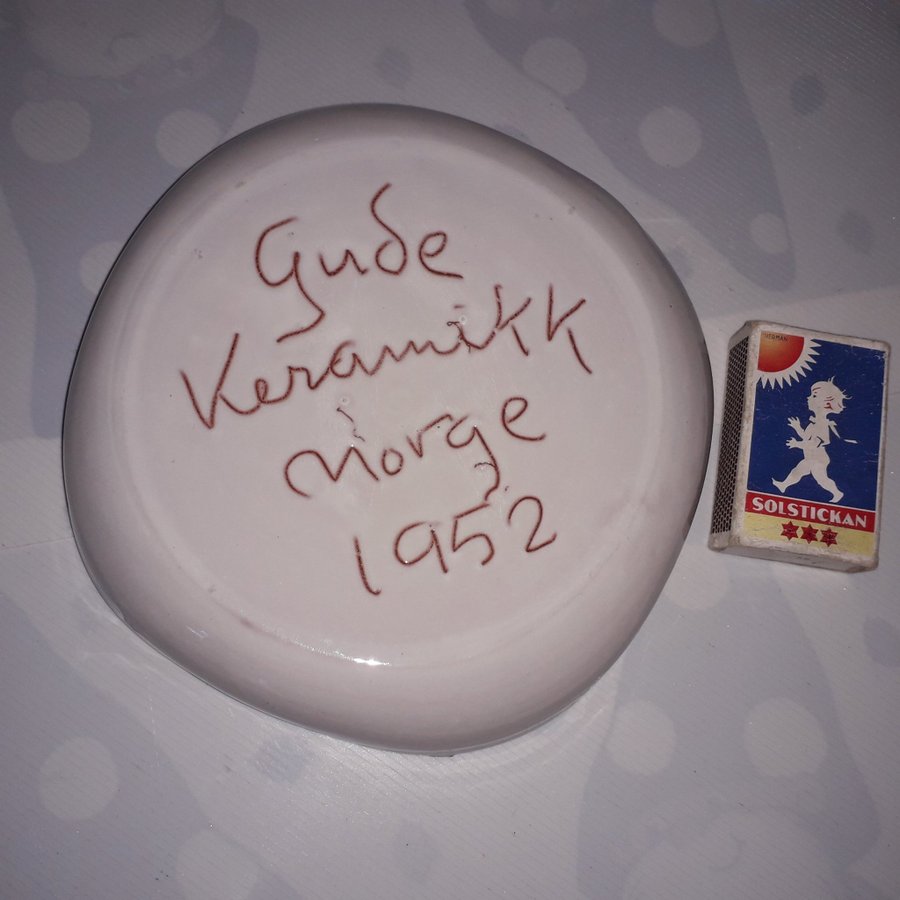 Gude
Keramikk
Norge
1952
SOLSTICKAN